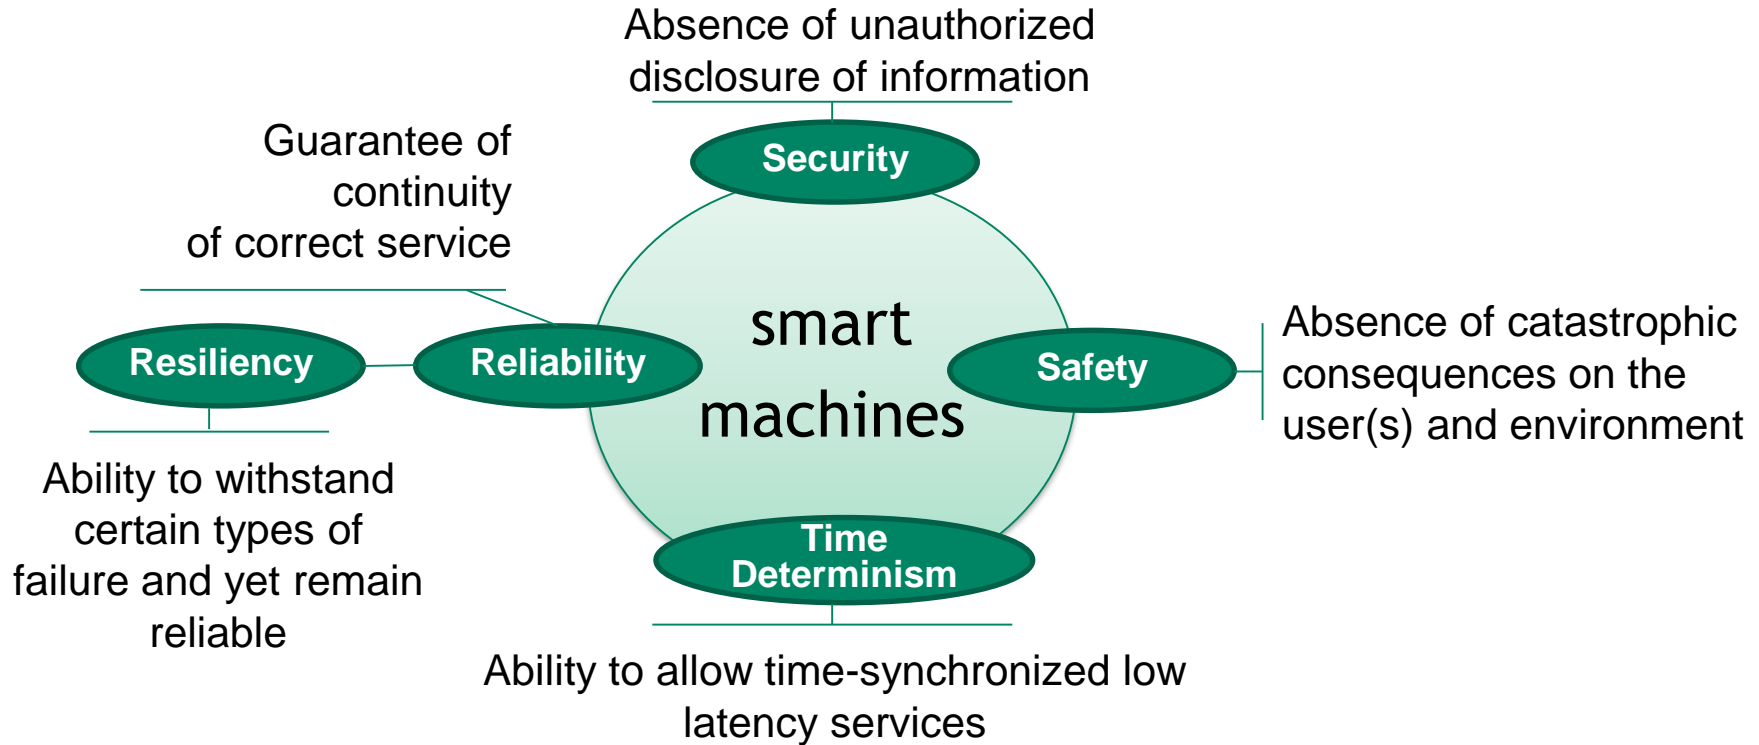 Absence of unauthorized
disclosure of information
Security
Guarantee of
continuity
of correct service
Resiliency
Reliability
smart
machines
Safety
Absence of catastrophic
consequences on the
user(s) and environment
Ability to withstand
certain types of
failure and yet remain
reliable
Time
Determinism
Ability to allow time-synchronized low
latency services